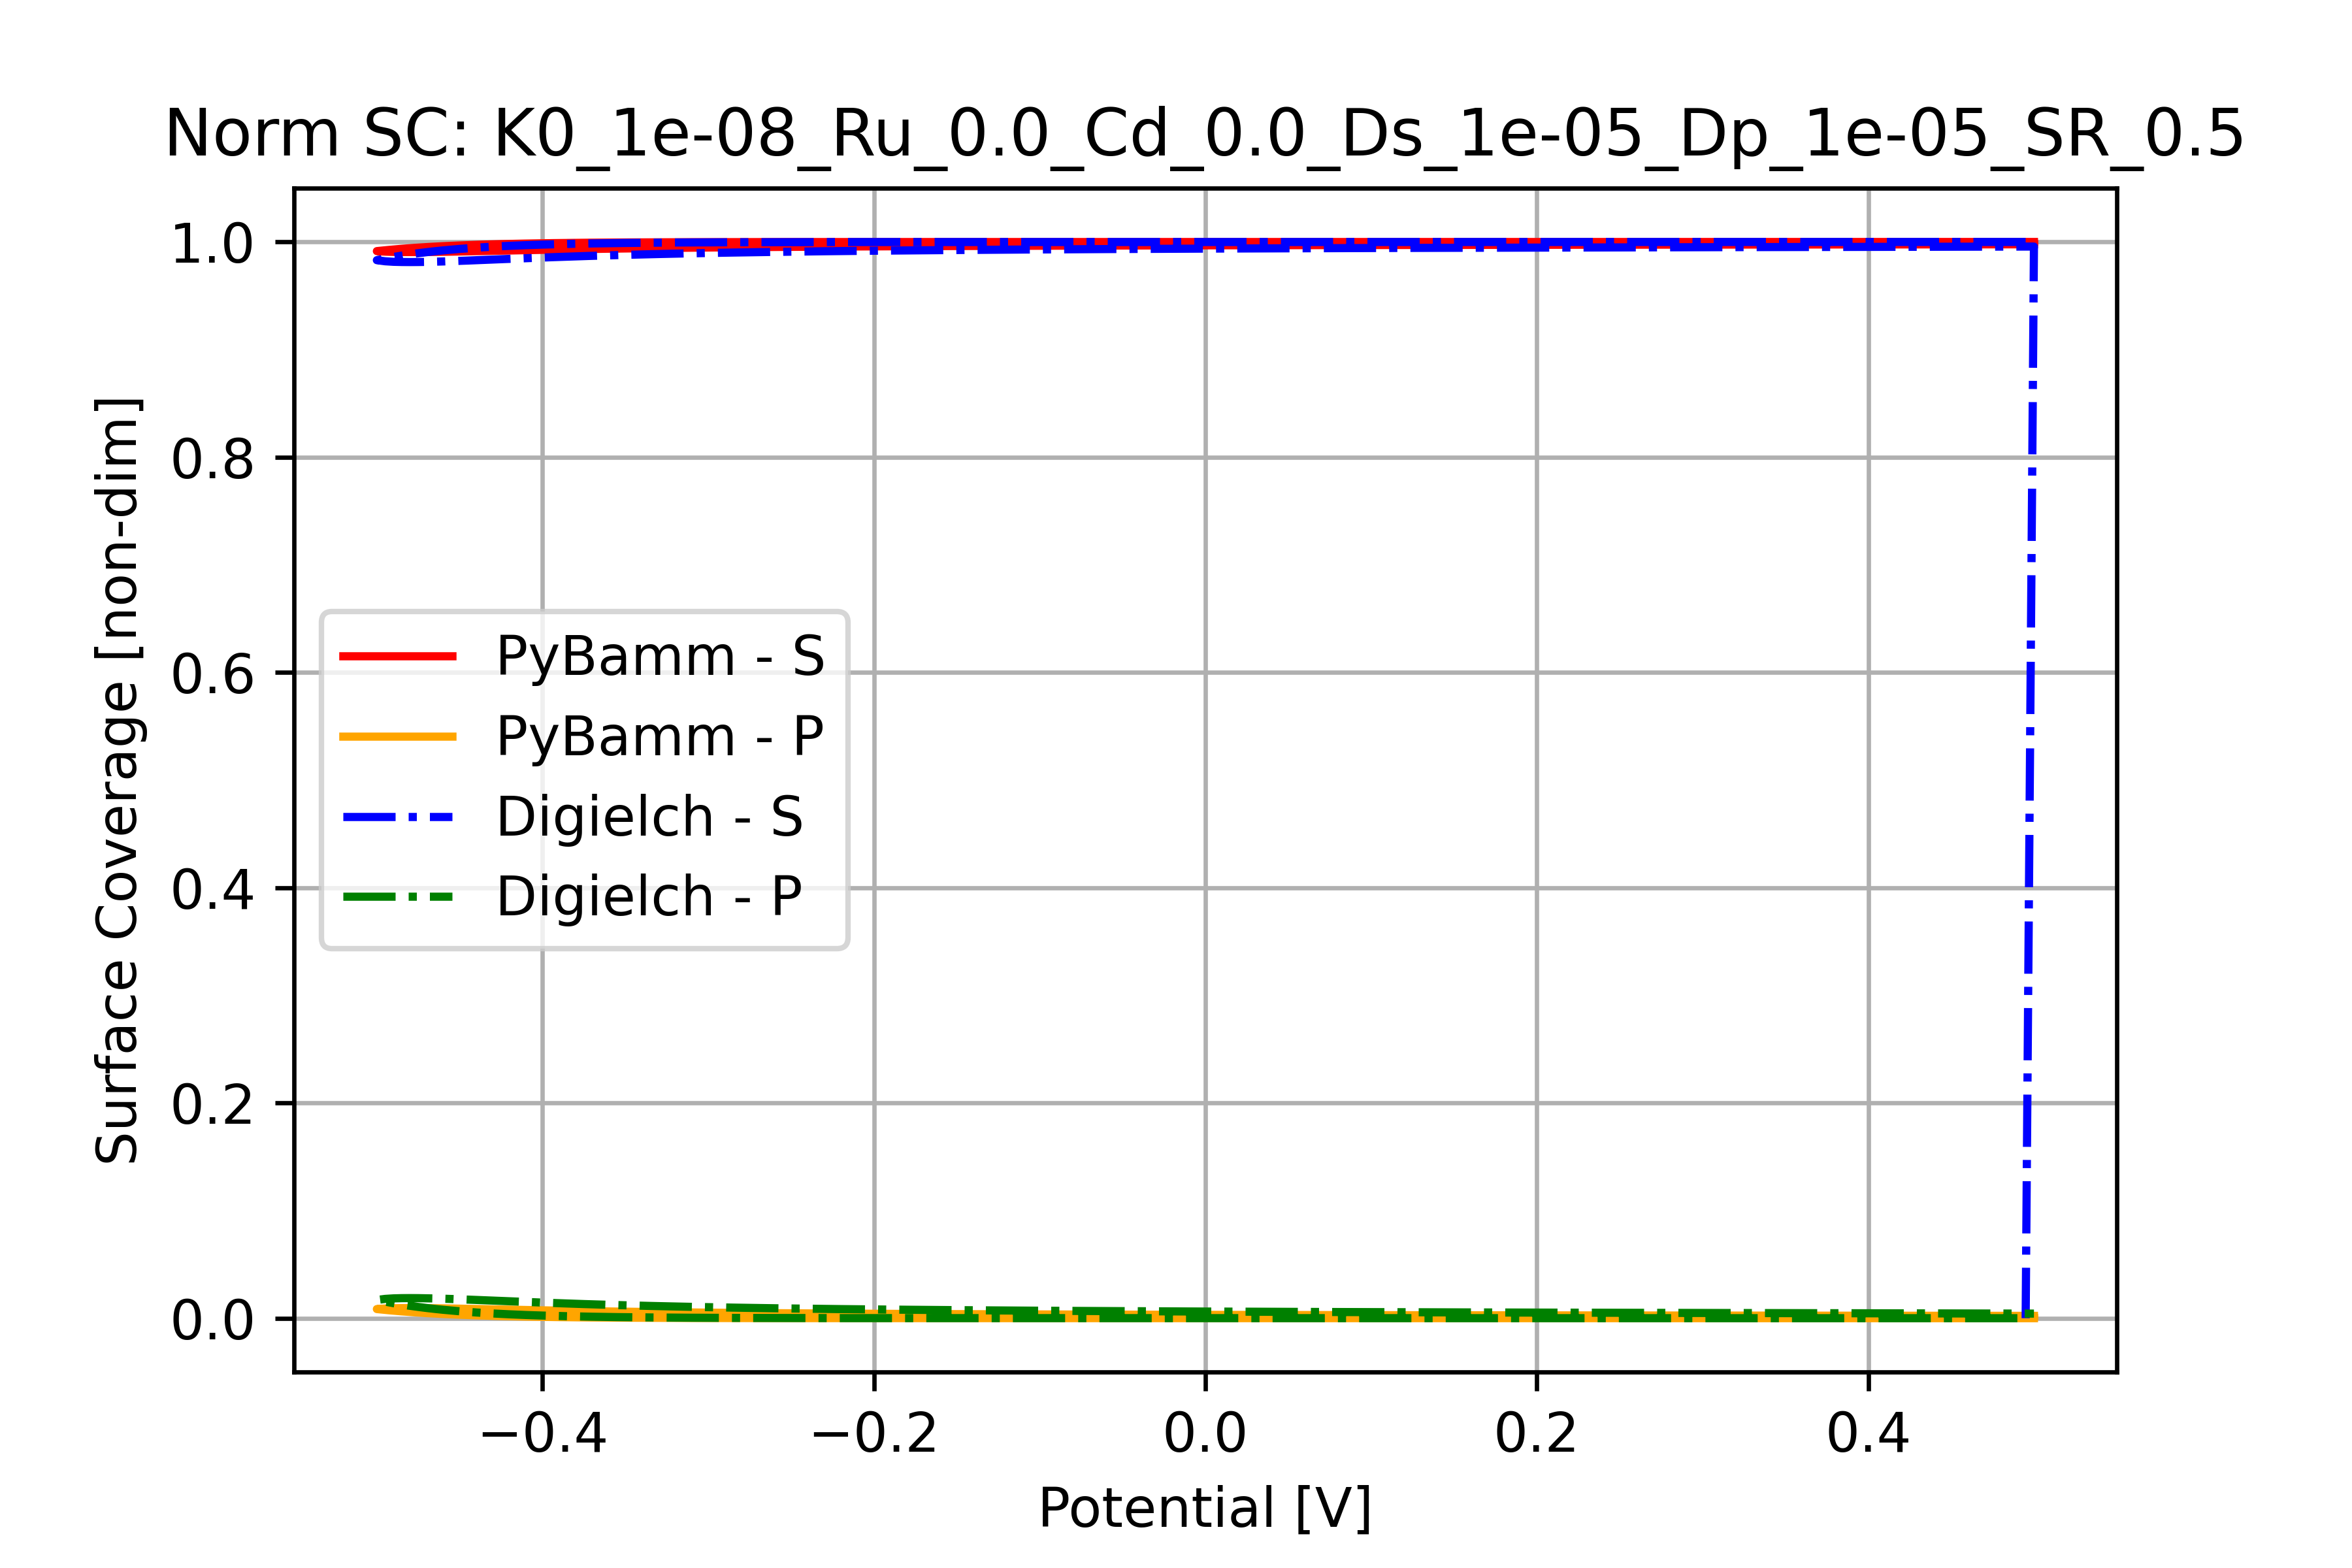 Norm SC: K0_1e-08_Ru_0.0_Cd_0.0_Ds_1e-05_Dp_1e-05_SR_0.5
Surface Coverage [non-dim]
1.0
0.8
0.6
0.4
0.2
0.0
PyBamm - S
PyBamm - P
Digielch - S
Digielch - P
−0.4 −0.2 0.0 0.2 0.4
Potential [V]